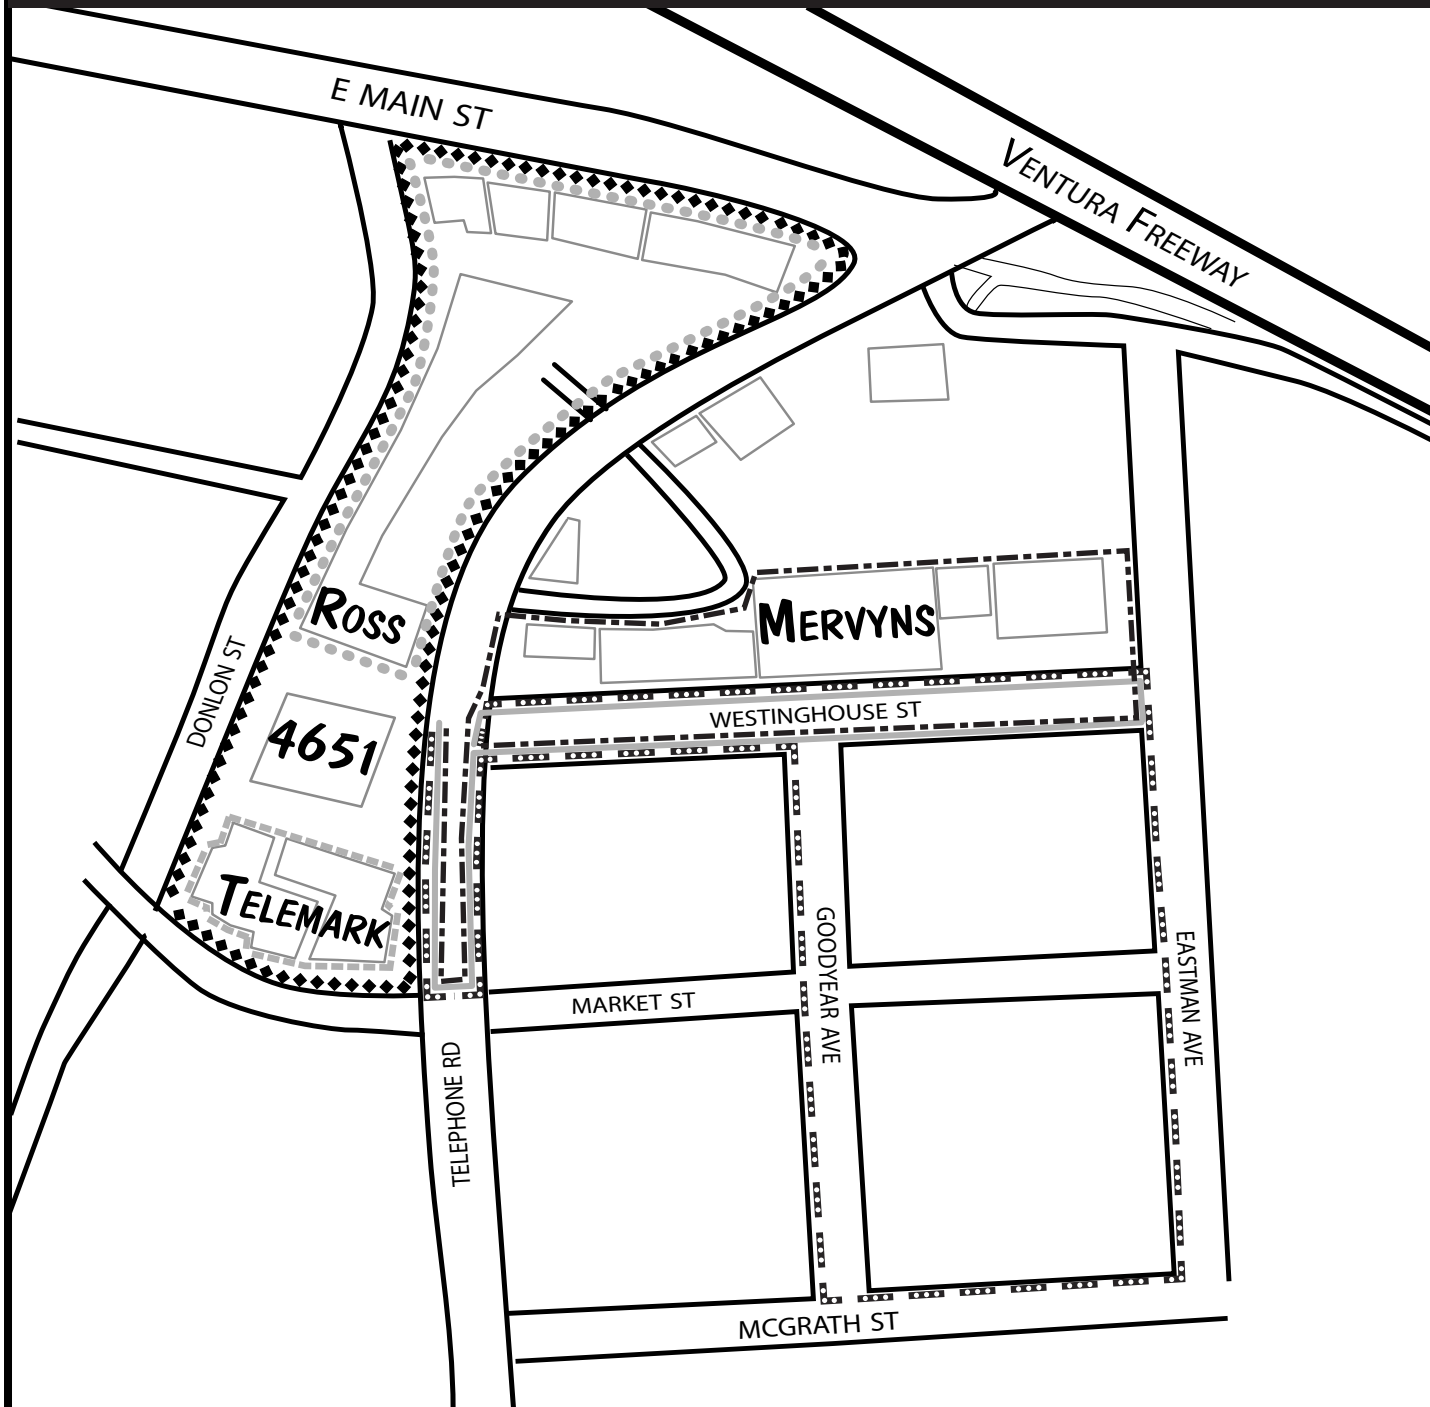 E MAIN ST
VENTURA FREEWAY
ROSS
MERVYNS
DONLON ST
WESTINGHOUSE ST
4651
TELEMARK
GOODYEAR AVE
EASTMAN AVE
MARKET ST
TELEPHONE RD
MCGRATH ST